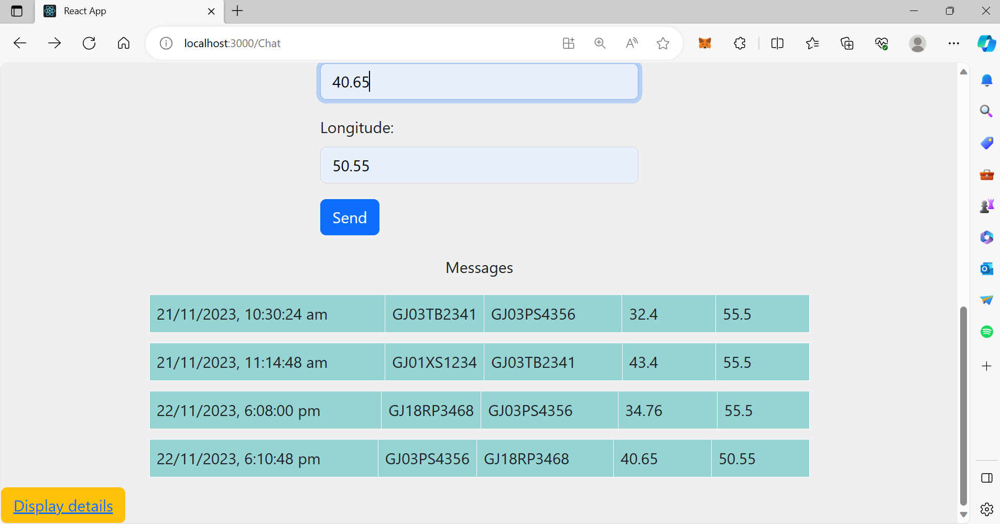 React App
localhost:3000/Chat
40.65
Longitude:
50.55
Send
Messages
21/11/2023, 10:30:24 am GJ03TB2341 GJ03PS4356 32.4 55.5
21/11/2023, 11:14:48 am GJ01XS1234 GJ03TB2341 43.4 55.5
22/11/2023, 6:08:00 pm GJ18RP3468 GJ03PS4356 34.76 55.5
22/11/2023, 6:10:48 pm GJ03PS4356 GJ18RP3468 40.65 50.55
Display details